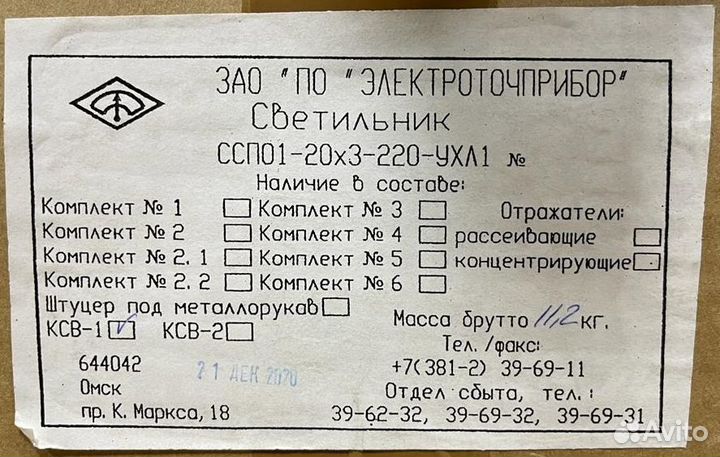 ЗАО "ПО "ЭЛЕКТРОТОЧПРИБОР"
Светильник
ССП01-20х3-220-УХЛ1 №
Наличие в составе:
Комплект № 1 Комплект № 3 Отражатели:
Комплект № 2 Комплект № 4 рассеивающие
Комплект № 2.1 Комплект № 5 концентрирующие
Комплект № 2.2 Комплект № 6
Штуцер под металлорукав
КСВ-1 КСВ-2 Масса брутто 11,2 кг.
Тел./факс:
644042 21 ДЕК 2020 +7(381-2) 39-69-11
Омск Отдел сбыта, тел.:
пр. К. Маркса, 18 39-62-32, 39-69-32, 39-69-31
Avito